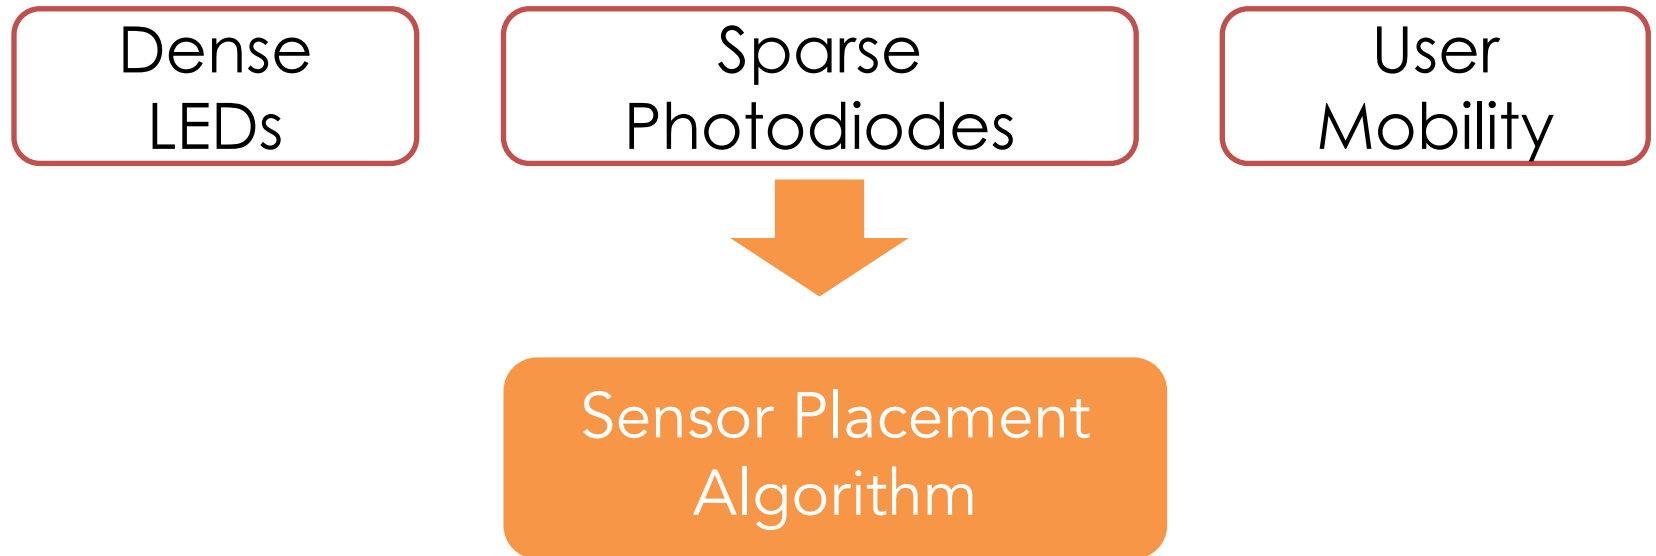 Dense
LEDs
Sparse
Photodiodes
User
Mobility
Sensor Placement
Algorithm